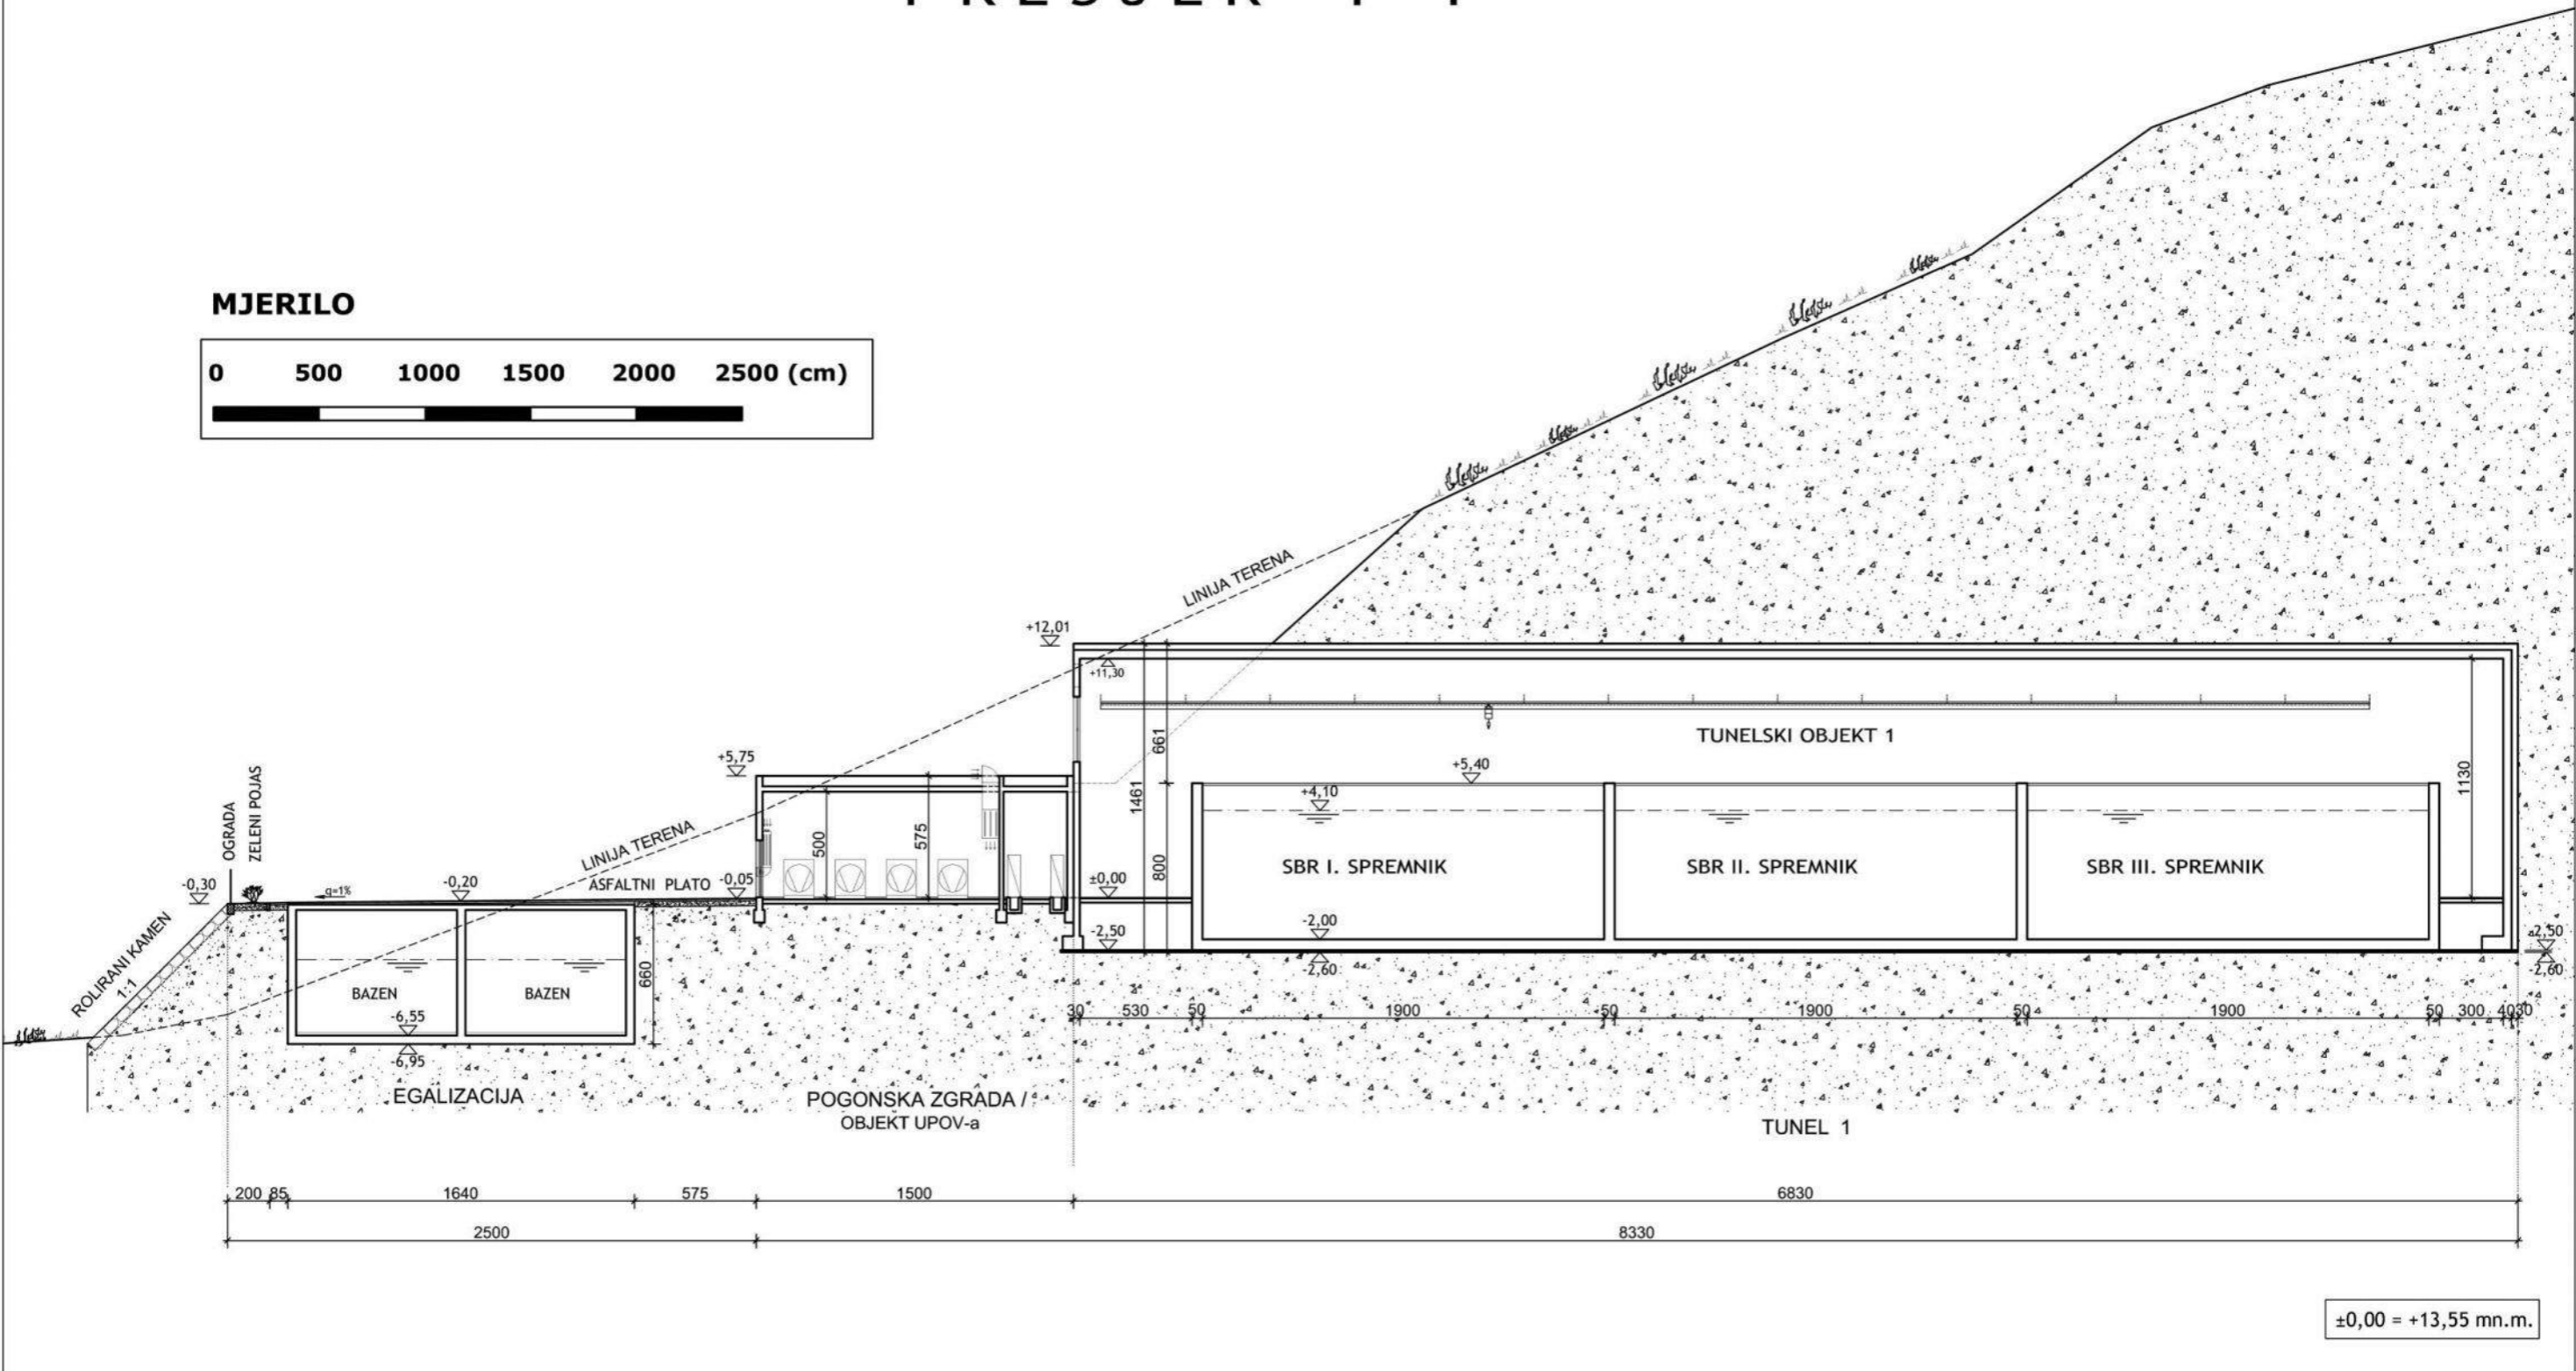 MJERILO
0 500 1000 1500 2000 2500 (cm)
LINIJA TERENA
+12,01
+11,30
661
1461
800
TUNELSKI OBJEKT 1
1130
+5,75
+5,40
+4,10
OGRADA
ZELENI POJAS
LINIJA TERENA
500
575
SBR I. SPREMNIK
SBR II. SPREMNIK
SBR III. SPREMNIK
-0,30
q=1%
-0,20
ASFALTNI PLATO
-0,05
±0,00
-2,50
-2,00
-2,60
-2,50
-2,60
ROLIRANI KAMEN
1:1
BAZEN
BAZEN
660
-6,55
-6,95
30 530 50 1900 50 1900 50 1900 50 300 40 30
EGALIZACIJA
POGONSKA ZGRADA /
OBJEKT UPOV-a
TUNEL 1
200 85 1640 575 1500 6830
2500 8330
±0,00 = +13,55 mn.m.